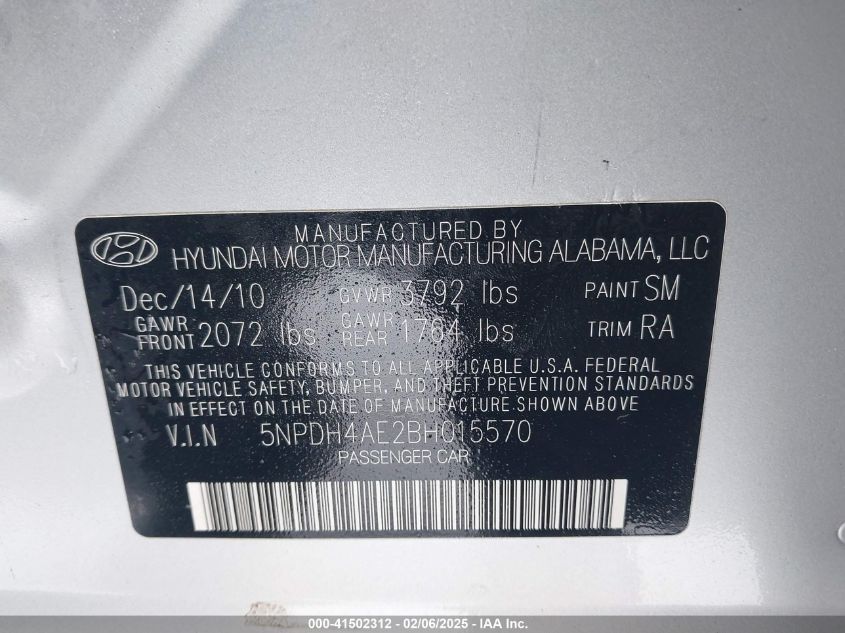 MANUFACTURED BY
HYUNDAI MOTOR MANUFACTURING ALABAMA, LLC
Dec/14/10 GVWR 3792 lbs PAINT SM
GAWR FRONT 2072 lbs GAWR REAR 1764 lbs TRIM RA
THIS VEHICLE CONFORMS TO ALL APPLICABLE U.S.A. FEDERAL
MOTOR VEHICLE SAFETY, BUMPER, AND THEFT PREVENTION STANDARDS
IN EFFECT ON THE DATE OF MANUFACTURE SHOWN ABOVE
V.I.N 5NPDH4AE2BH015570
PASSENGER CAR
000-41502312 - 02/06/2025 - IAA Inc.